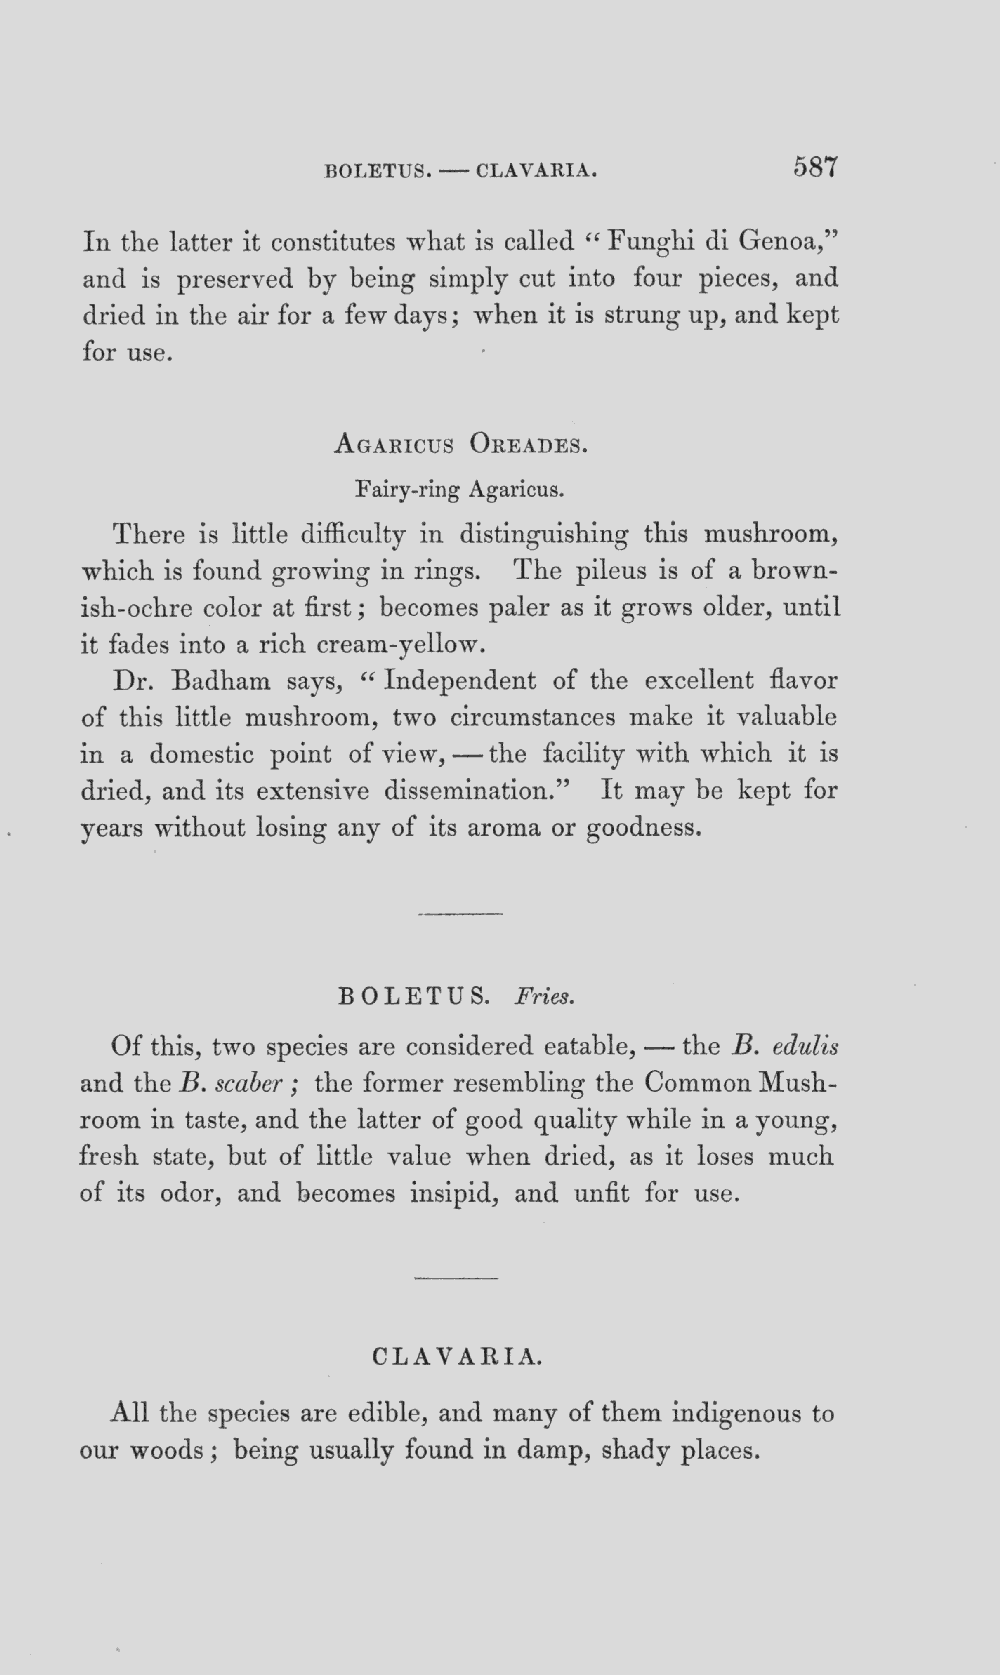 BOLETUS. — CLAVARIA. 587
In the latter it constitutes what is called “ Funghi di Genoa,”
and is preserved by being simply cut into four pieces, and
dried in the air for a few days; when it is strung up, and kept
for use.
Agaricus Oreades.
Fairy-ring Agaricus.
There is little difficulty in distinguishing this mushroom,
which is found growing in rings. The pileus is of a brown-
ish-ochre color at first; becomes paler as it grows older, until
it fades into a rich cream-yellow.
Dr. Badham says, “ Independent of the excellent flavor
of this little mushroom, two circumstances make it valuable
in a domestic point of view, — the facility with which it is
dried, and its extensive dissemination.” It may be kept for
years without losing any of its aroma or goodness.
BOLETUS. Fries.
Of this, two species are considered eatable, — the B. edulis
and the B. scaber ; the former resembling the Common Mush-
room in taste, and the latter of good quality while in a young,
fresh state, but of little value when dried, as it loses much
of its odor, and becomes insipid, and unfit for use.
CLAVARIA.
All the species are edible, and many of them indigenous to
our woods ; being usually found in damp, shady places.